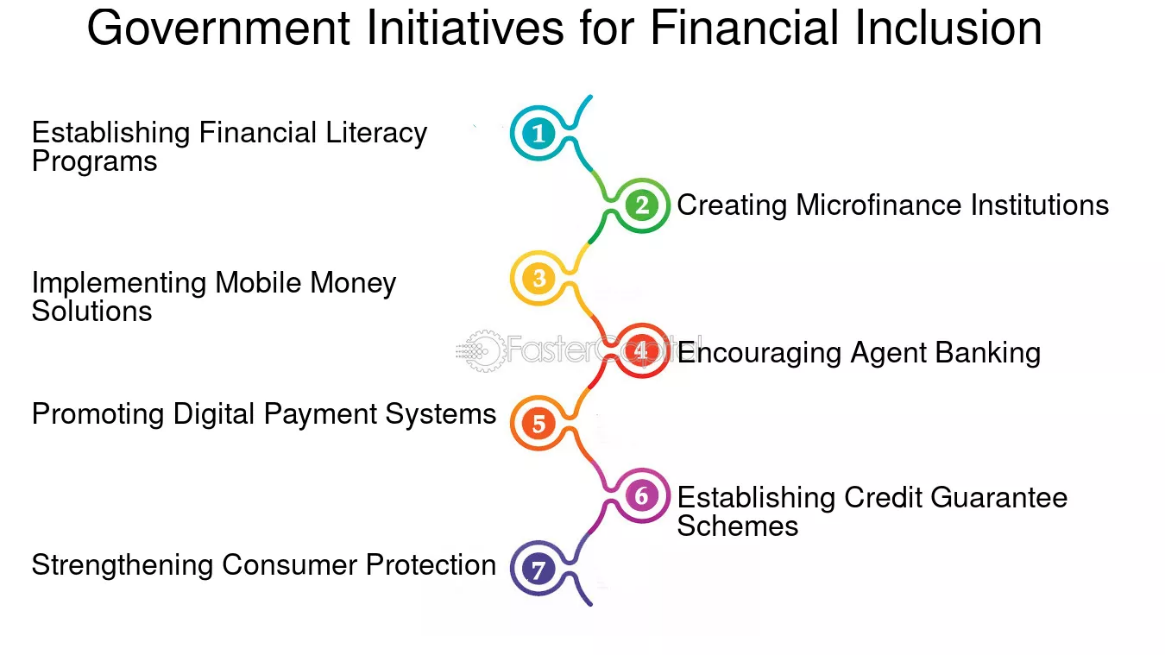 Government Initiatives for Financial Inclusion
1
Establishing Financial Literacy
Programs
2
Creating Microfinance Institutions
3
Implementing Mobile Money
Solutions
FasterCapital
4
Encouraging Agent Banking
5
Promoting Digital Payment Systems
6
Establishing Credit Guarantee
Schemes
7
Strengthening Consumer Protection